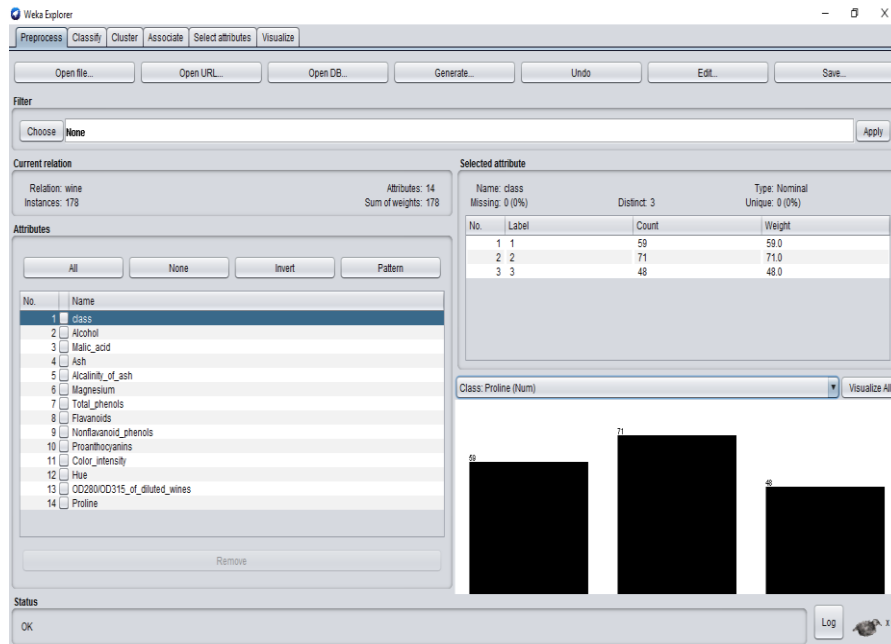 Weka Explorer
Preprocess Classify Cluster Associate Select attributes Visualize
Open file... Open URL... Open DB... Generate... Undo Edit... Save...
Filter
Choose None Apply
Current relation
Relation: wine Attributes: 14
Instances: 178 Sum of weights: 178
Attributes
All None Invert Pattern
No. Name
1 class
2 Alcohol
3 Malic_acid
4 Ash
5 Alcalinity_of_ash
6 Magnesium
7 Total_phenols
8 Flavanoids
9 Nonflavanoid_phenols
10 Proanthocyanins
11 Color_intensity
12 Hue
13 OD280/OD315_of_diluted_wines
14 Proline
Remove
Selected attribute
Name: class Type: Nominal
Missing: 0 (0%) Distinct: 3 Unique: 0 (0%)
No. Label Count Weight
1 1 59 59.0
2 2 71 71.0
3 3 48 48.0
Class: Proline (Num) Visualize All
59
71
48
Status
OK
Log
x